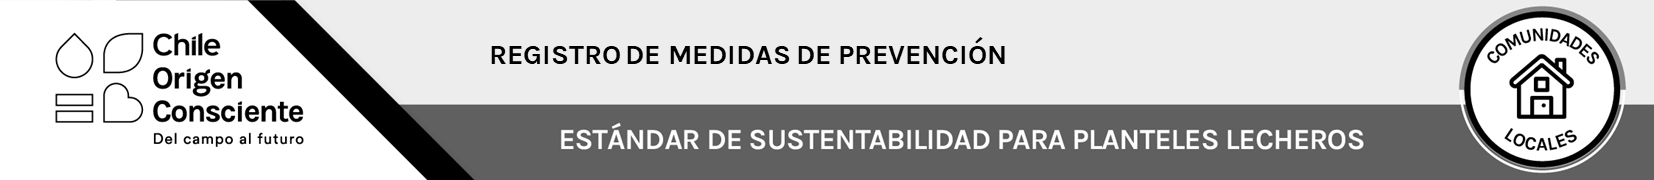 Chile
Origen
Consciente
Del campo al futuro
REGISTRO DE MEDIDAS DE PREVENCIÓN
ESTÁNDAR DE SUSTENTABILIDAD PARA PLANTELES LECHEROS
COMUNIDADES
LOCALES